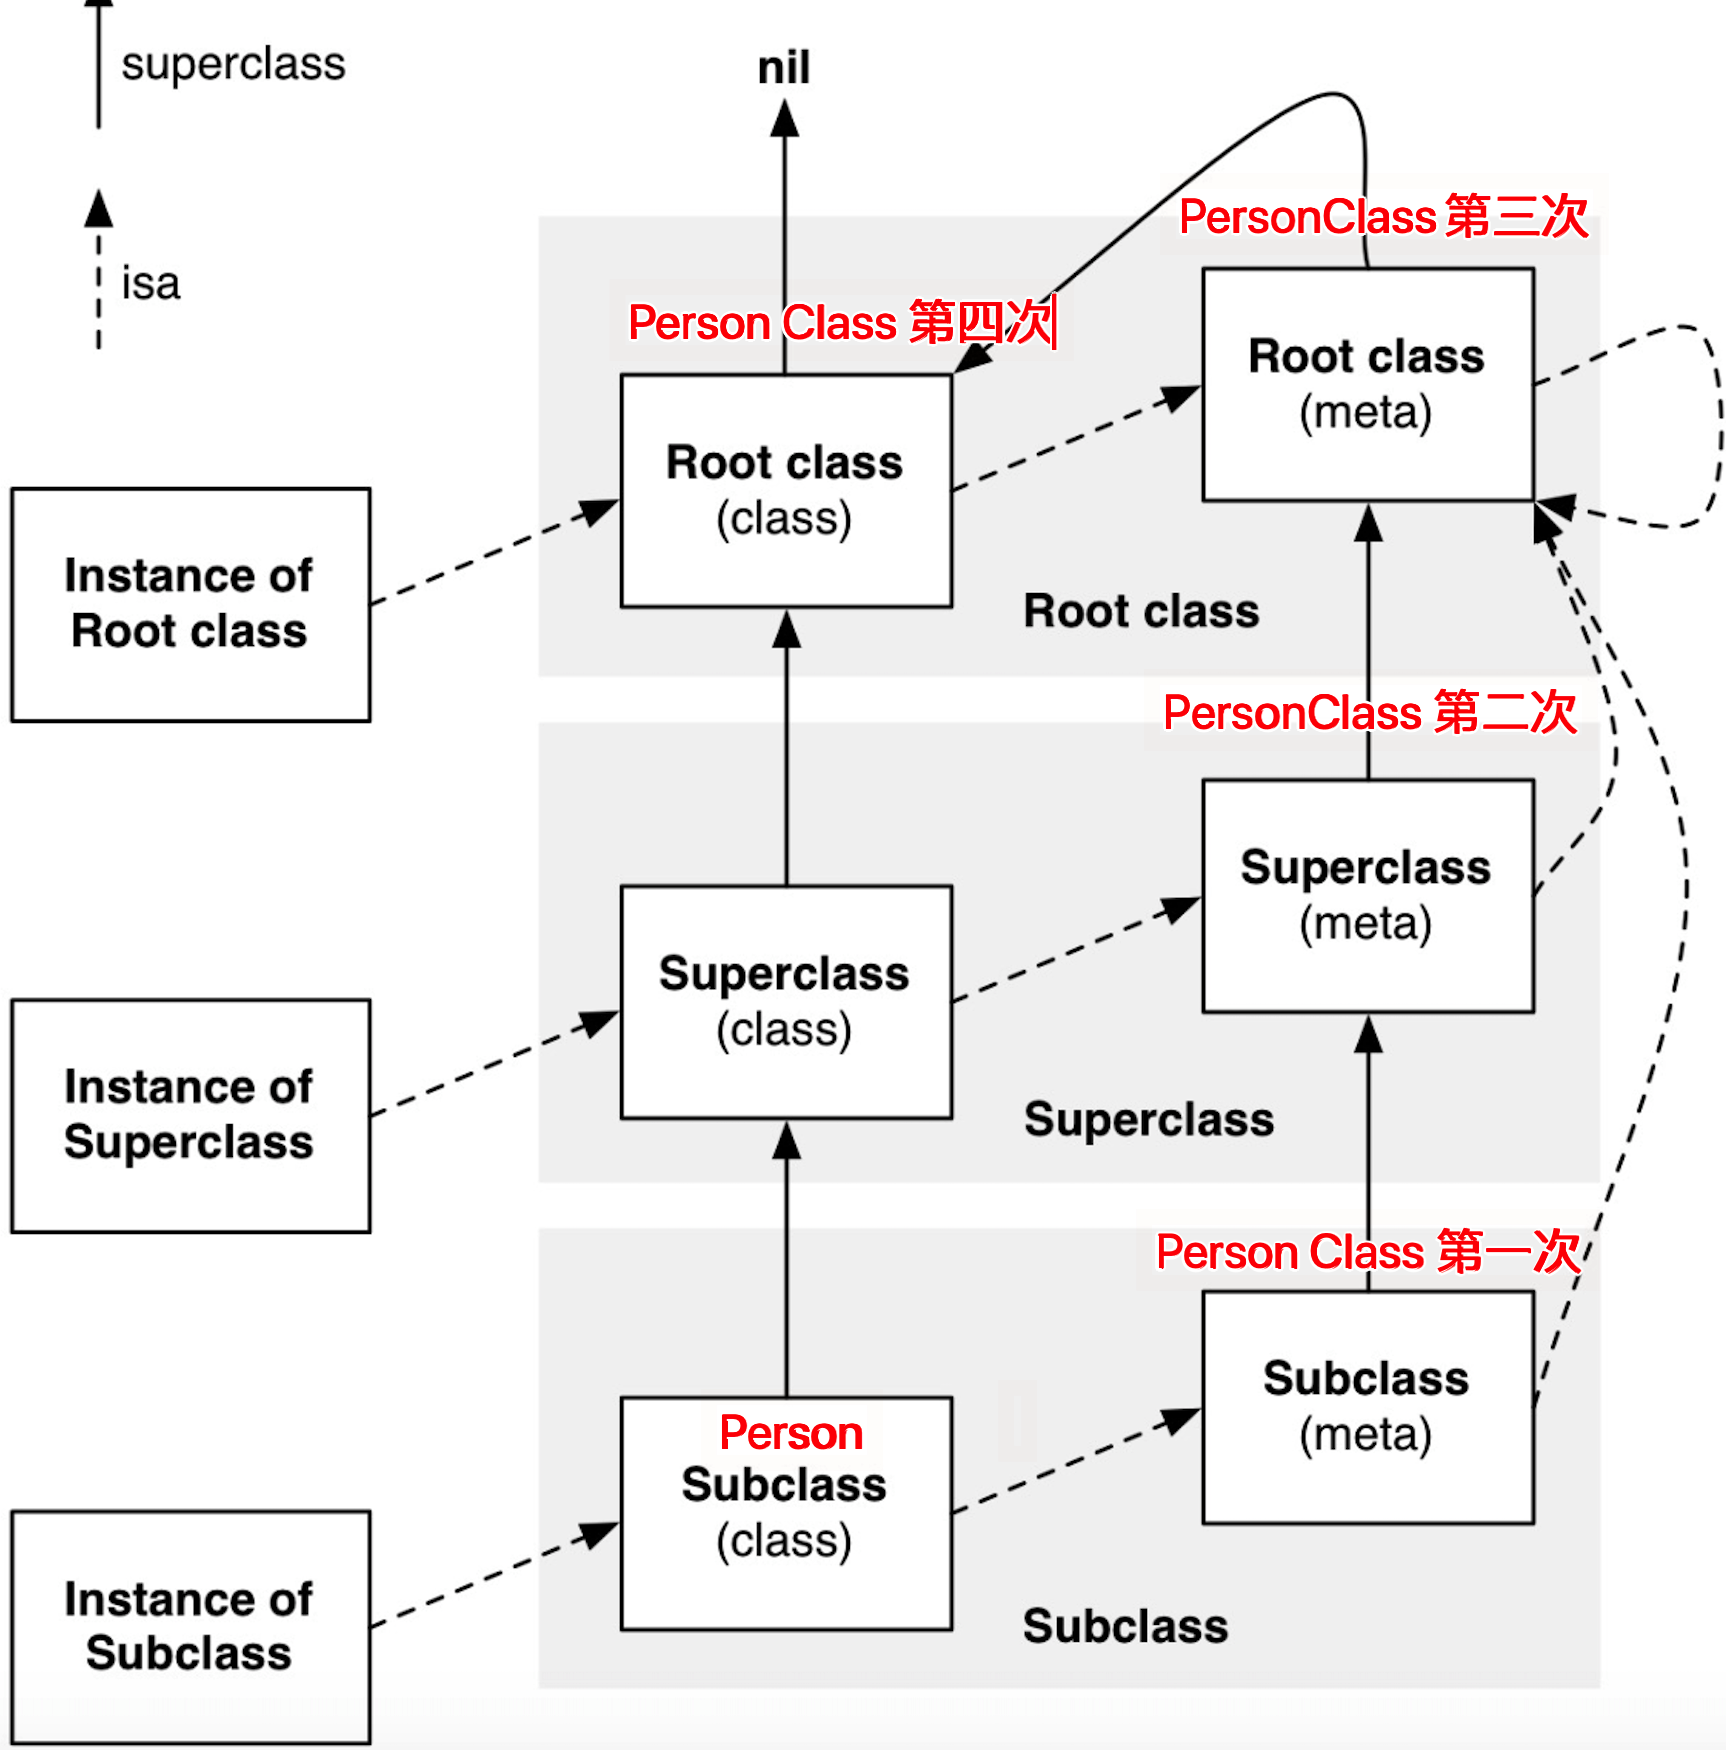 superclass
nil
isa
PersonClass 第三次
Person Class 第四次
Root class
(meta)
Root class
(class)
Instance of
Root class
Root class
PersonClass 第二次
Superclass
(meta)
Superclass
(class)
Instance of
Superclass
Superclass
Person Class 第一次
Subclass
(meta)
Person
Subclass
(class)
Instance of
Subclass
Subclass